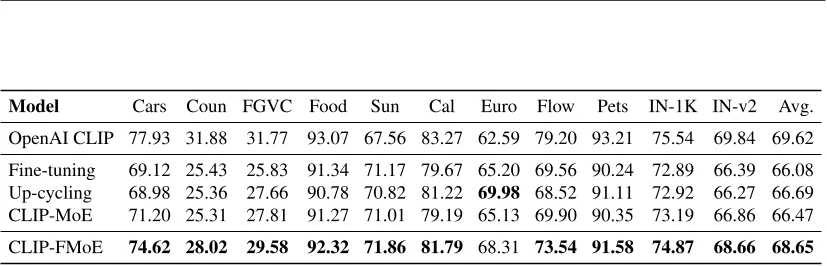 Model Cars Coun FGVC Food Sun Cal Euro Flow Pets IN-1K IN-v2 Avg.
OpenAI CLIP 77.93 31.88 31.77 93.07 67.56 83.27 62.59 79.20 93.21 75.54 69.84 69.62
Fine-tuning 69.12 25.43 25.83 91.34 71.17 79.67 65.20 69.56 90.24 72.89 66.39 66.08
Up-cycling 68.98 25.36 27.66 90.78 70.82 81.22 69.98 68.52 91.11 72.92 66.27 66.69
CLIP-MoE 71.20 25.31 27.81 91.27 71.01 79.19 65.13 69.90 90.35 73.19 66.86 66.47
CLIP-FMoE 74.62 28.02 29.58 92.32 71.86 81.79 68.31 73.54 91.58 74.87 68.66 68.65